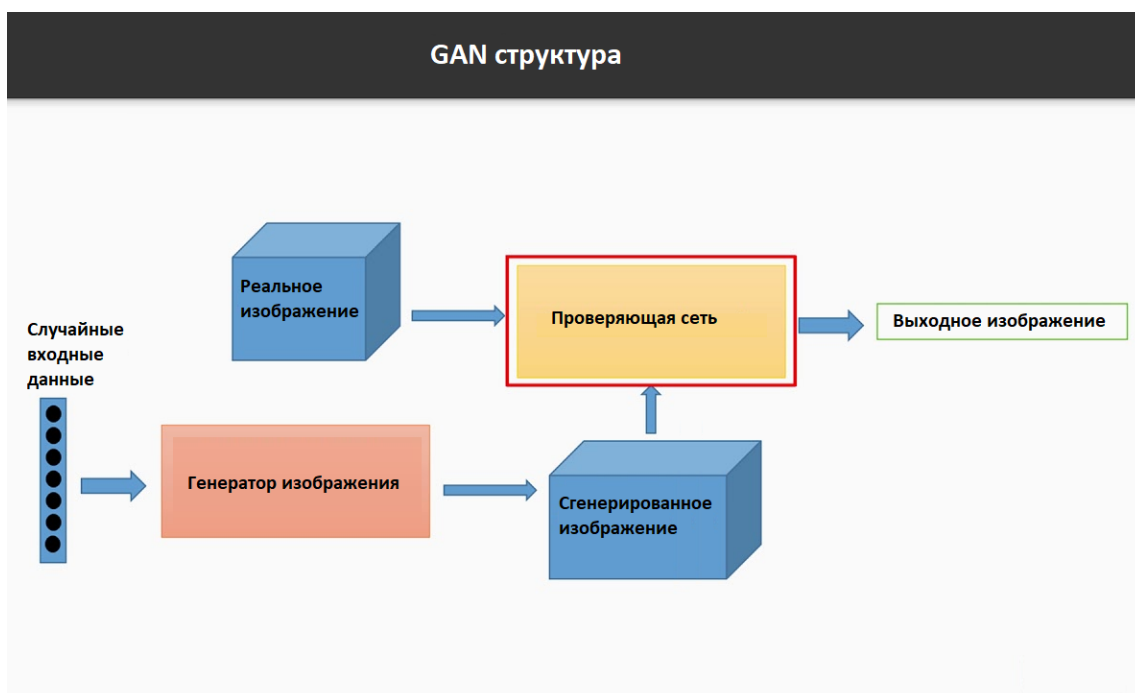 GAN структура
Реальное
изображение
Проверяющая сеть
Выходное изображение
Случайные
входные
данные
Генератор изображения
Сгенерированное
изображение